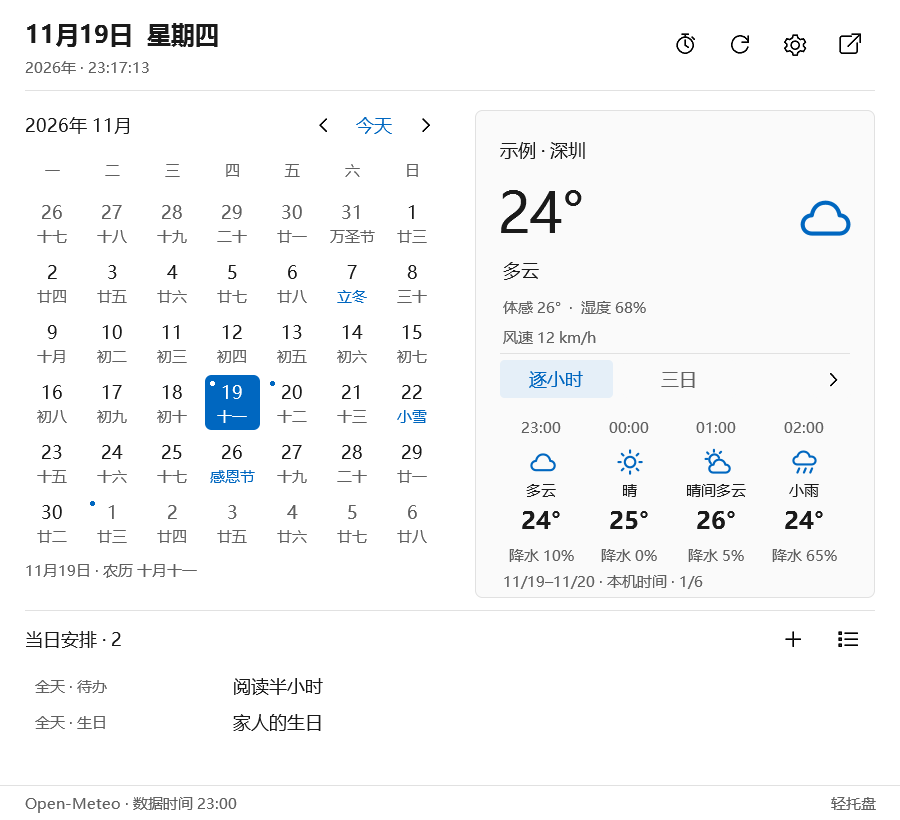 11月19日 星期四
2026年 · 23:17:13
2026年 11月
今天
一 二 三 四 五 六 日
26 27 28 29 30 31 1
十七 十八 十九 二十 廿一 万圣节 廿三
2 3 4 5 6 7 8
廿四 廿五 廿六 廿七 廿八 立冬 三十
9 10 11 12 13 14 15
十月 初二 初三 初四 初五 初六 初七
16 17 18 19 20 21 22
初八 初九 初十 十一 十二 十三 小雪
23 24 25 26 27 28 29
十五 十六 十七 感恩节 十九 二十 廿一
30 1 2 3 4 5 6
廿二 廿三 廿四 廿五 廿六 廿七 廿八
11月19日 · 农历 十月十一
示例 · 深圳
24°
多云
体感 26° · 湿度 68%
风速 12 km/h
逐小时 三日
23:00 00:00 01:00 02:00
多云 晴 晴间多云 小雨
24° 25° 26° 24°
降水 10% 降水 0% 降水 5% 降水 65%
11/19–11/20 · 本机时间 · 1/6
当日安排 · 2
全天 · 待办 阅读半小时
全天 · 生日 家人的生日
Open-Meteo · 数据时间 23:00
轻托盘